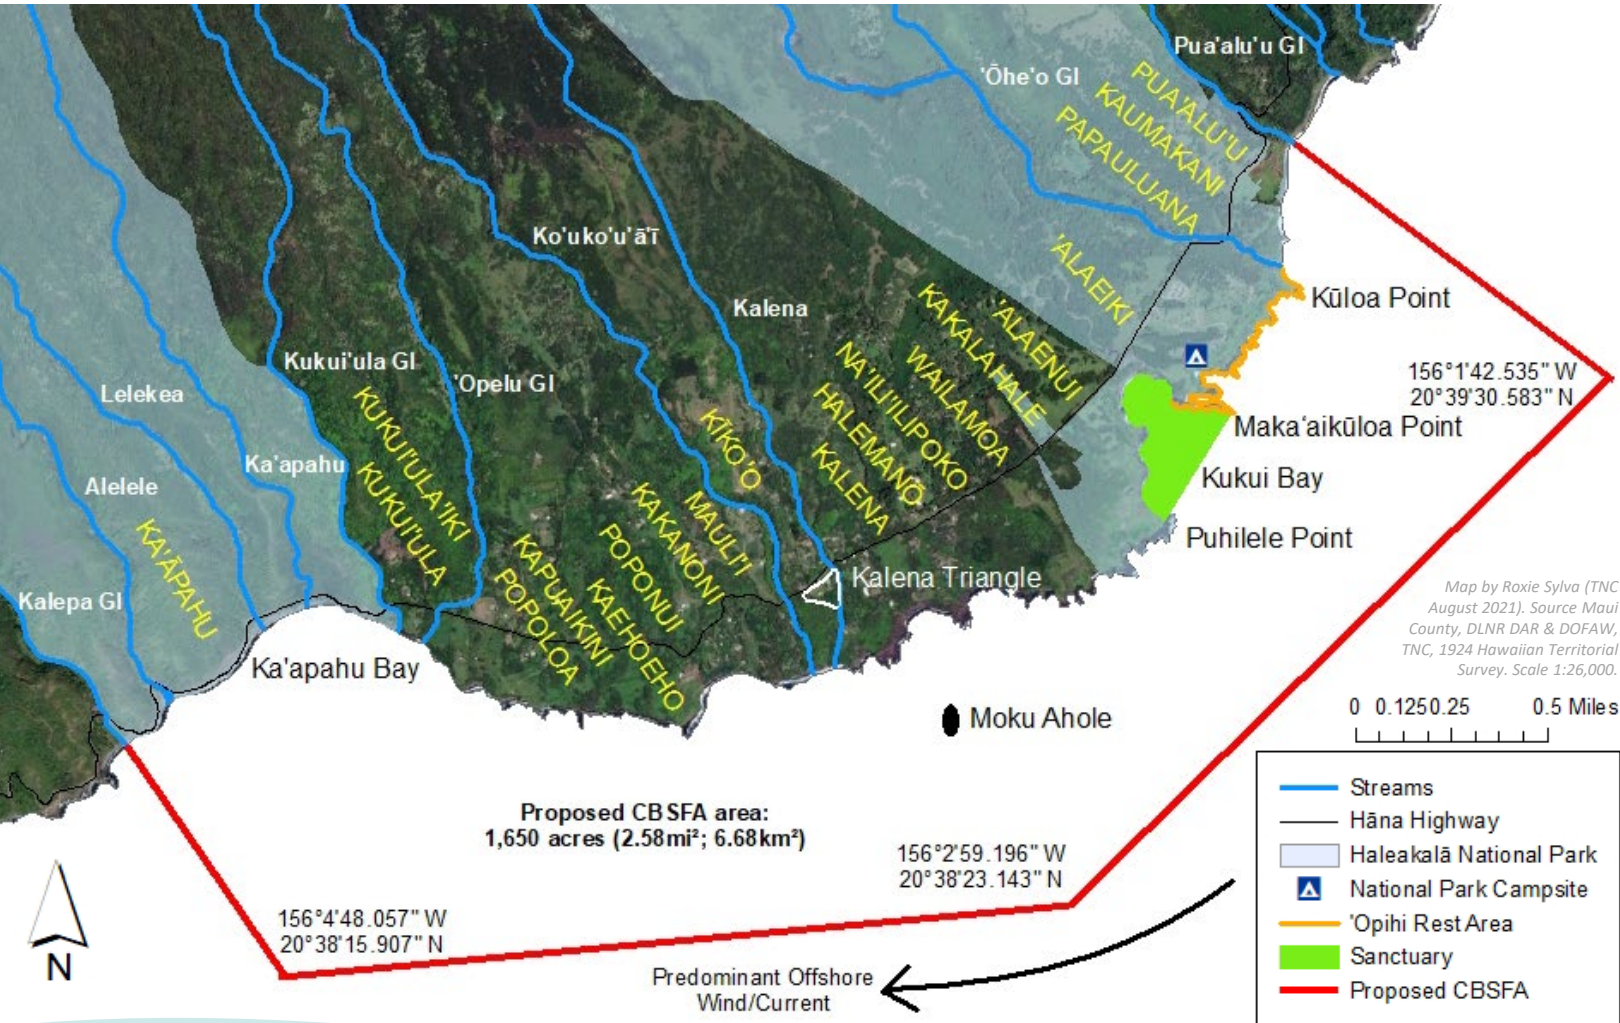 Pua'alu'u Gl
'Ōhe'o Gl
PUA'ALU'U
KAUMAKANI
PAPAULUANA
'ALAEIKI
Ko'uko'u'ā'ī
Kalena
Kūloa Point
'ALAENUI
KAKALAHALE
WAILAMOA
NA'ILI'ILIPOKO
HALEMANŌ
KALENA
Kukui'ula Gl
'Opelu Gl
Lelekea
Ka'apahu
Alelele
Kalepa Gl
KUKUI'ULA'IKI
KUKUI'ULA
KĪKO'O
MAULI'I
KAKANONI
POPONUI
KAEHOEHO
KAPUAIKINI
POPOLOA
KA'ĀPAHU
156°1'42.535" W
20°39'30.583" N
Maka'aikūloa Point
Kukui Bay
Puhilele Point
Kalena Triangle
Ka'apahu Bay
Moku Ahole
Map by Roxie Sylva (TNC
August 2021). Source Maui
County, DLNR DAR & DOFAW,
TNC, 1924 Hawaiian Territorial
Survey. Scale 1:26,000.
0 0.125 0.25 0.5 Miles
Proposed CBSFA area:
1,650 acres (2.58mi²; 6.68km²)
156°2'59.196" W
20°38'23.143" N
156°4'48.057" W
20°38'15.907" N
N
Predominant Offshore
Wind/Current
Streams
Hāna Highway
Haleakalā National Park
National Park Campsite
'Opihi Rest Area
Sanctuary
Proposed CBSFA